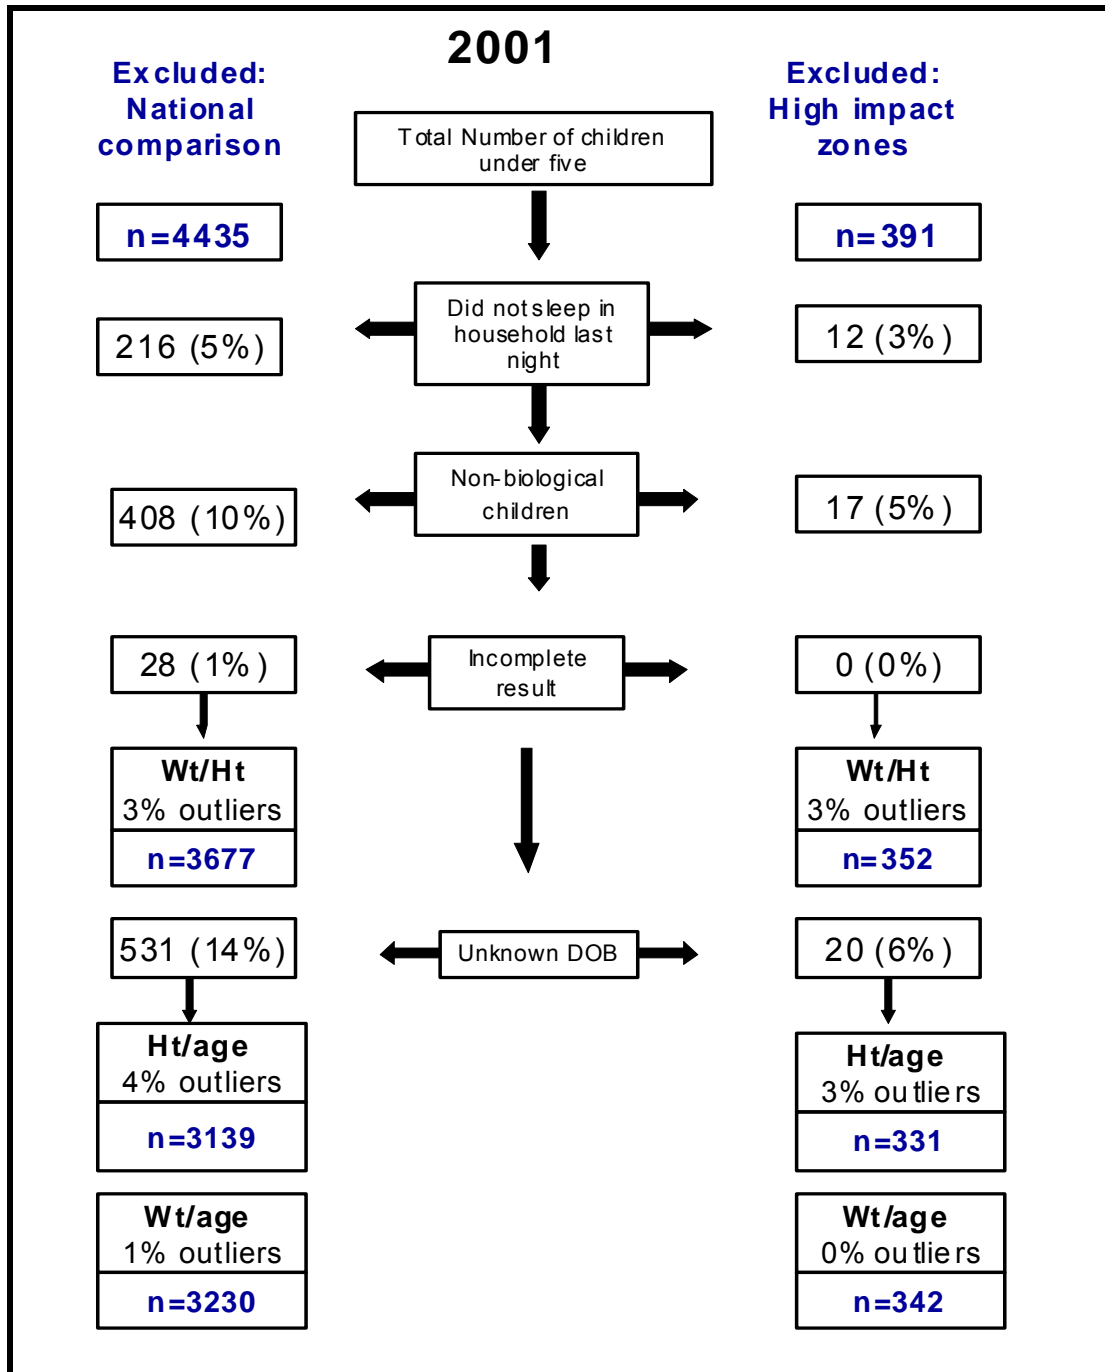 2001
Excluded:
National
comparison
Excluded:
High impact
zones
Total Number of children
under five
n=4435
n=391
Did not sleep in
household last
night
216 (5%)
12 (3%)
Non-biological
children
408 (10%)
17 (5%)
28 (1%)
Incomplete
result
0 (0%)
Wt/Ht
3% outliers
n=3677
Wt/Ht
3% outliers
n=352
531 (14%)
Unknown DOB
20 (6%)
Ht/age
4% outliers
n=3139
Ht/age
3% outliers
n=331
Wt/age
1% outliers
n=3230
Wt/age
0% outliers
n=342